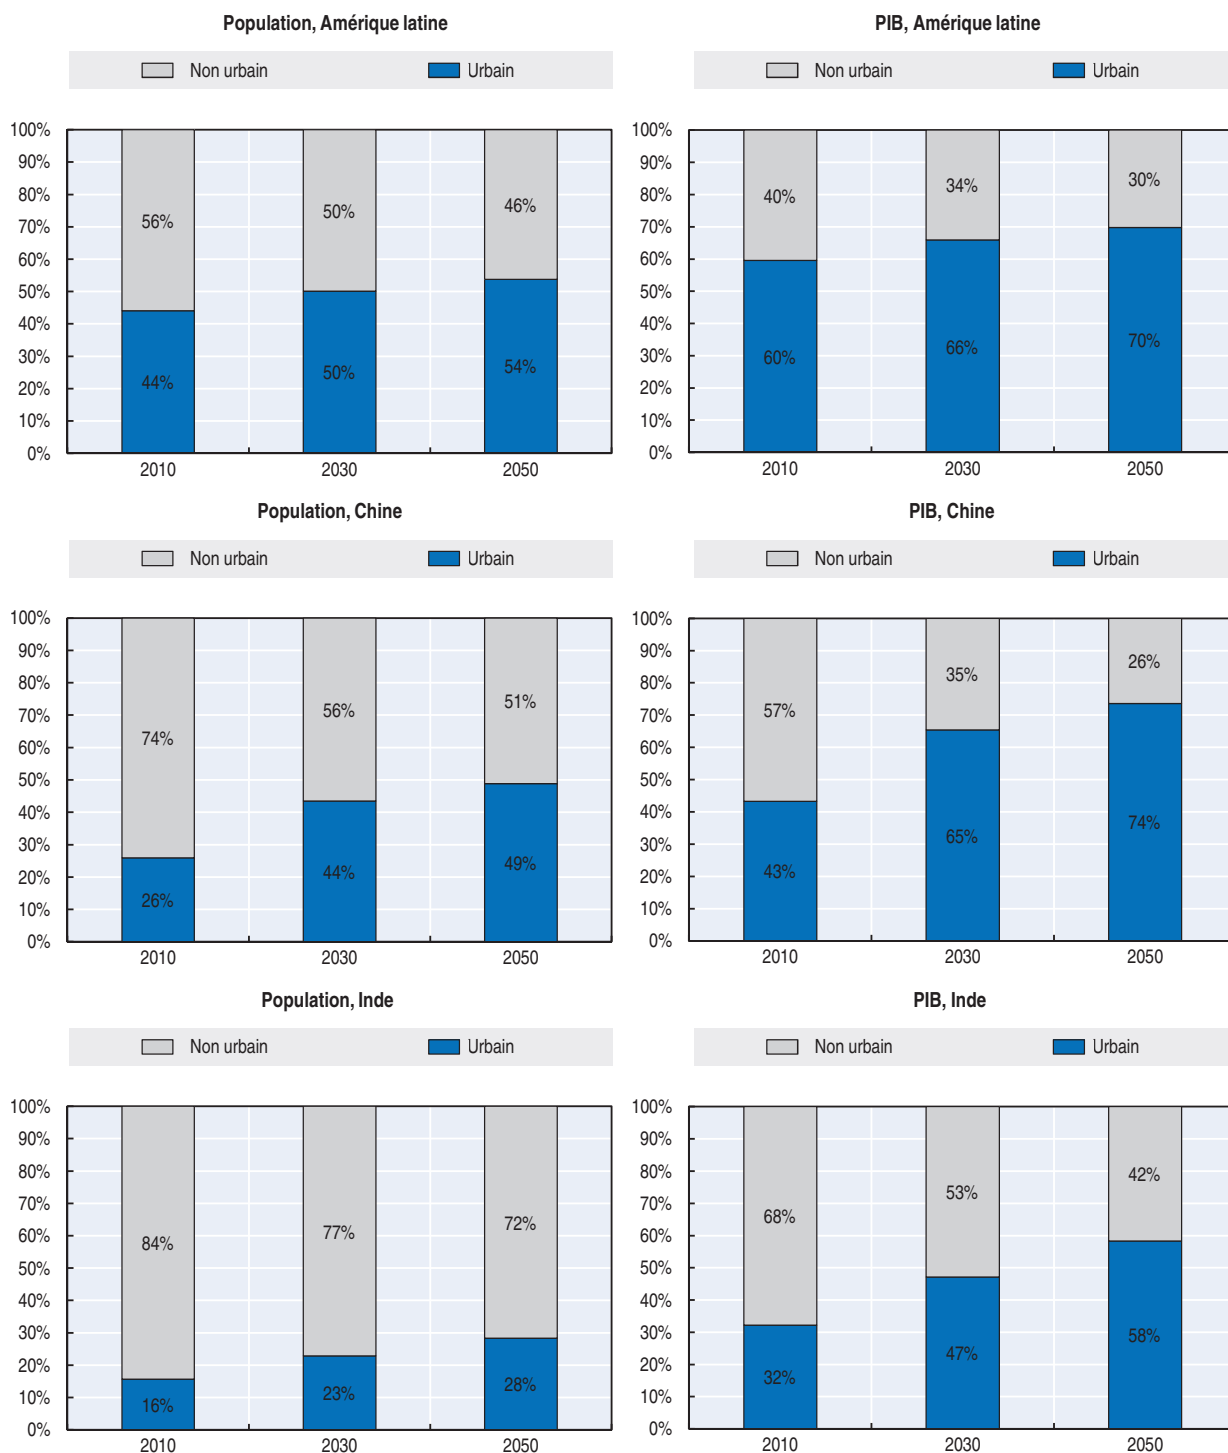 Population, Amérique latine
Non urbain Urbain
100%
90%
80%
70%
60%
50%
40%
30%
20%
10%
0%
56% 50% 46%
44% 50% 54%
2010 2030 2050
PIB, Amérique latine
Non urbain Urbain
100%
90%
80%
70%
60%
50%
40%
30%
20%
10%
0%
40% 34% 30%
60% 66% 70%
2010 2030 2050
Population, Chine
Non urbain Urbain
100%
90%
80%
70%
60%
50%
40%
30%
20%
10%
0%
74% 56% 51%
26% 44% 49%
2010 2030 2050
PIB, Chine
Non urbain Urbain
100%
90%
80%
70%
60%
50%
40%
30%
20%
10%
0%
57% 35% 26%
43% 65% 74%
2010 2030 2050
Population, Inde
Non urbain Urbain
100%
90%
80%
70%
60%
50%
40%
30%
20%
10%
0%
84% 77% 72%
16% 23% 28%
2010 2030 2050
PIB, Inde
Non urbain Urbain
100%
90%
80%
70%
60%
50%
40%
30%
20%
10%
0%
68% 53% 42%
32% 47% 58%
2010 2030 2050